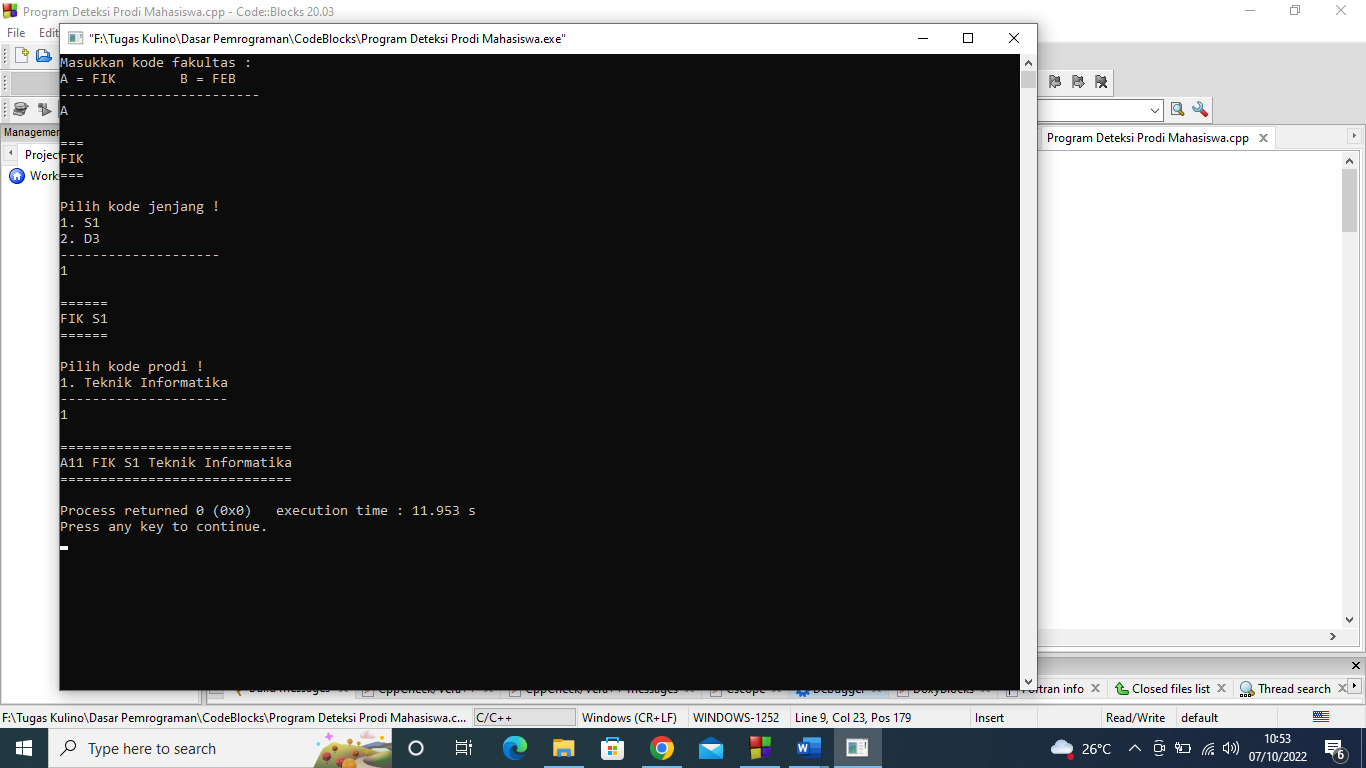 Program Deteksi Prodi Mahasiswa.cpp - Code::Blocks 20.03
File Edit
"F:\Tugas Kulino\Dasar Pemrograman\CodeBlocks\Program Deteksi Prodi Mahasiswa.exe"
Masukkan kode fakultas :
A = FIK        B = FEB
-------------------------
A
===
FIK
===
Pilih kode jenjang !
1. S1
2. D3
--------------------
1
======
FIK S1
======
Pilih kode prodi !
1. Teknik Informatika
---------------------
1
=============================
A11 FIK S1 Teknik Informatika
=============================
Process returned 0 (0x0)   execution time : 11.953 s
Press any key to continue.
Program Deteksi Prodi Mahasiswa.cpp
Closed files list
Thread search
F:\Tugas Kulino\Dasar Pemrograman\CodeBlocks\Program Deteksi Prodi Mahasiswa.c... C/C++ Windows (CR+LF) WINDOWS-1252 Line 9, Col 23, Pos 179 Insert Read/Write default
Type here to search
26°C
10:53
07/10/2022
6